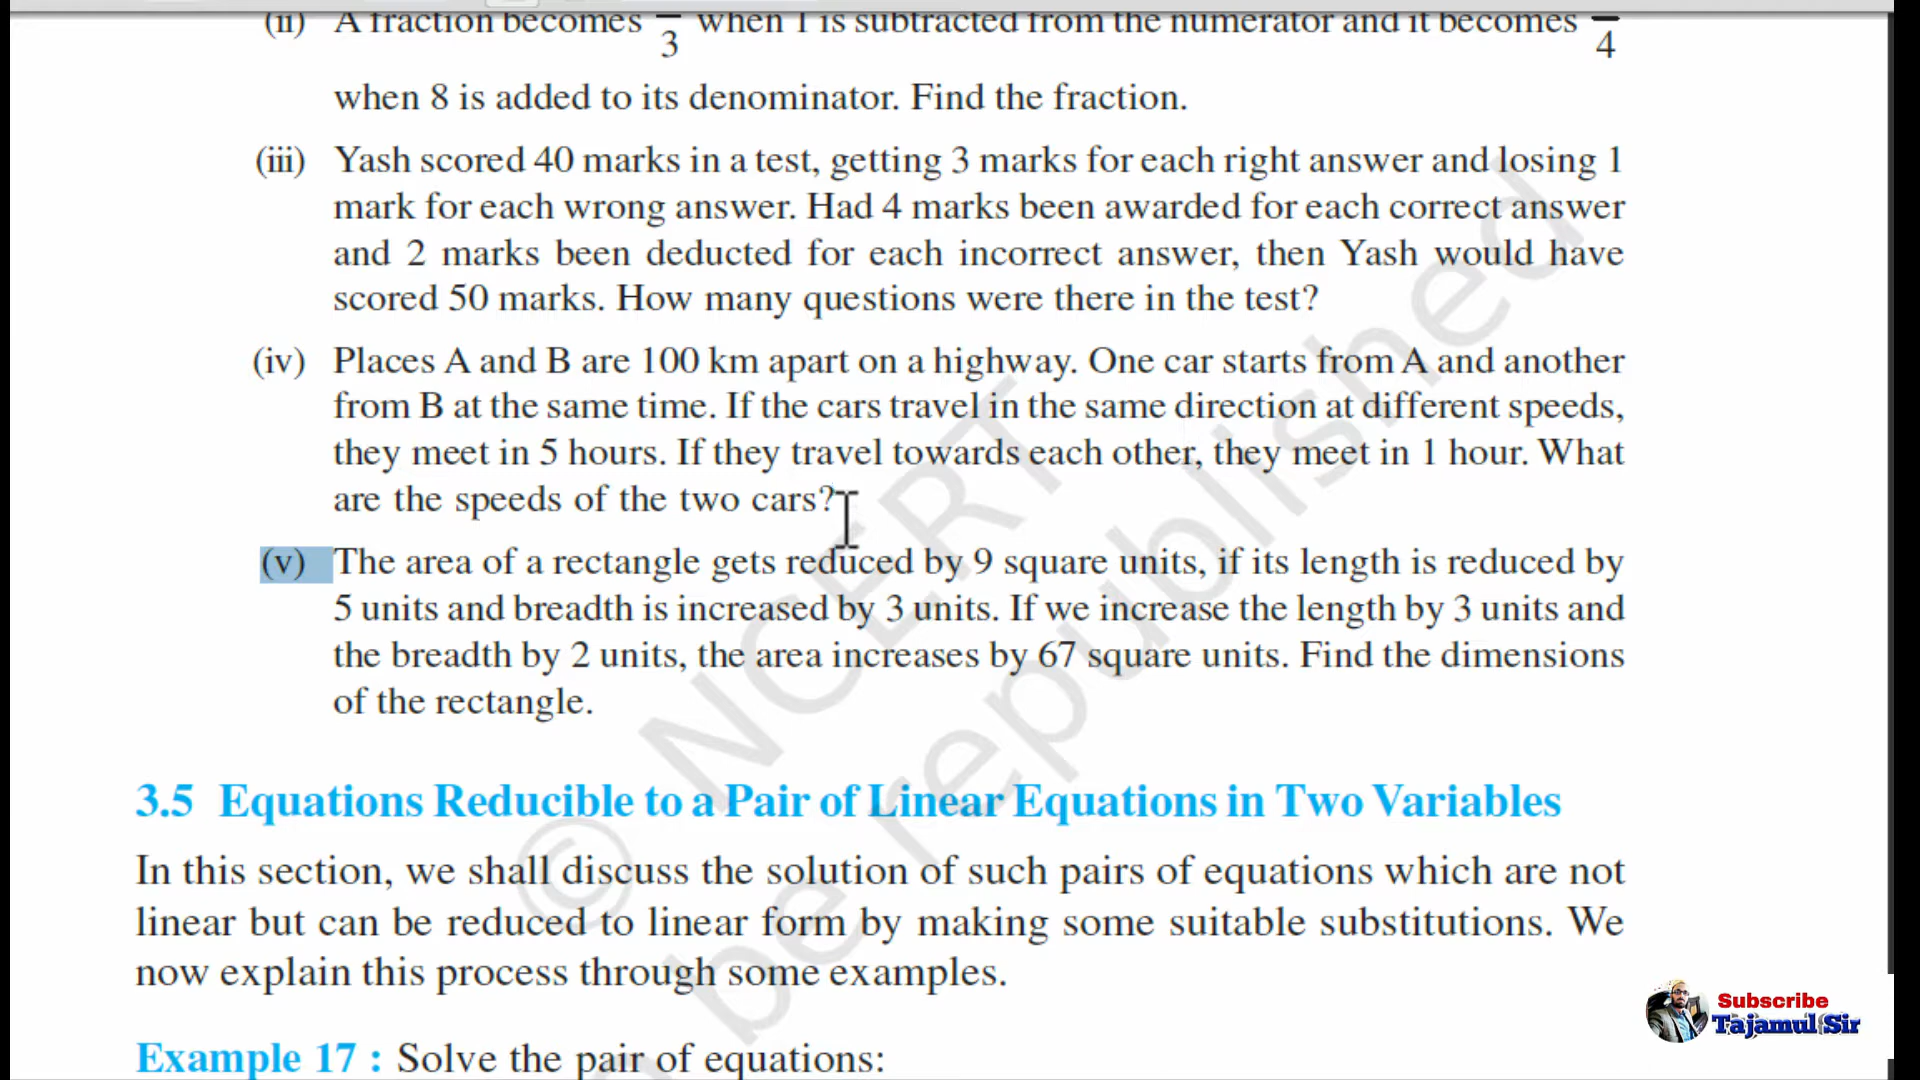 (ii) A fraction becomes 3 when 1 is subtracted from the numerator and it becomes 4
when 8 is added to its denominator. Find the fraction.
(iii) Yash scored 40 marks in a test, getting 3 marks for each right answer and losing 1
mark for each wrong answer. Had 4 marks been awarded for each correct answer
and 2 marks been deducted for each incorrect answer, then Yash would have
scored 50 marks. How many questions were there in the test?
(iv) Places A and B are 100 km apart on a highway. One car starts from A and another
from B at the same time. If the cars travel in the same direction at different speeds,
they meet in 5 hours. If they travel towards each other, they meet in 1 hour. What
are the speeds of the two cars?
(v) The area of a rectangle gets reduced by 9 square units, if its length is reduced by
5 units and breadth is increased by 3 units. If we increase the length by 3 units and
the breadth by 2 units, the area increases by 67 square units. Find the dimensions
of the rectangle.
3.5 Equations Reducible to a Pair of Linear Equations in Two Variables
In this section, we shall discuss the solution of such pairs of equations which are not
linear but can be reduced to linear form by making some suitable substitutions. We
now explain this process through some examples.
Example 17 : Solve the pair of equations:
© NCERT
be republished
Subscribe
Tajamul Sir